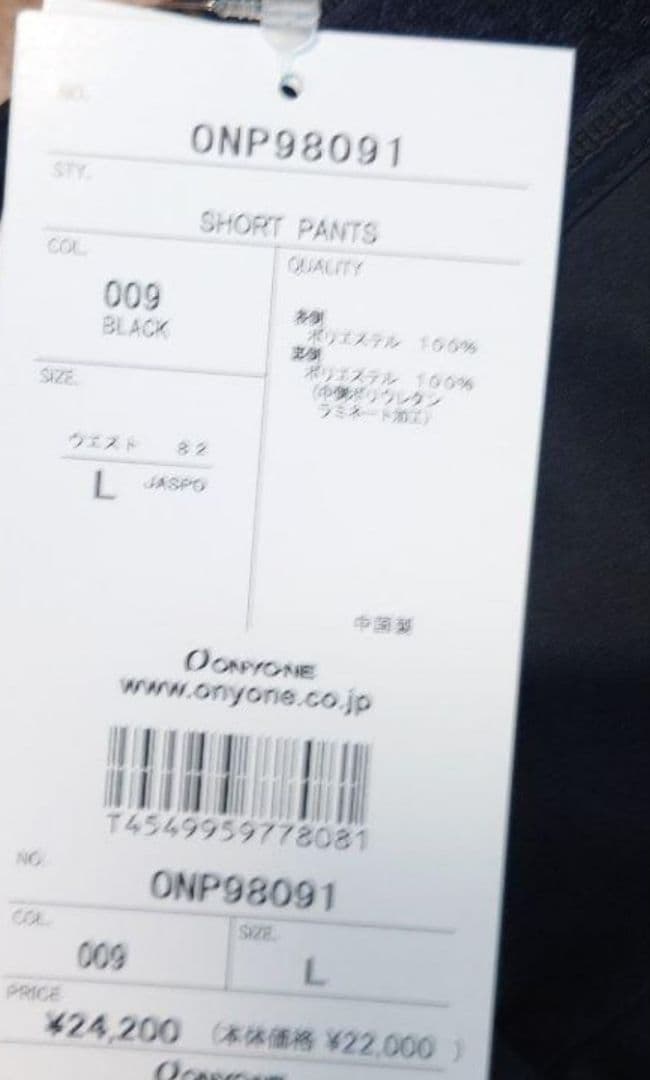 NO.
ONP98091
STY.
SHORT PANTS
COL.
009
BLACK
QUALITY
表側
ポリエステル 100%
裏側
ポリエステル 100%
(中側ポリウレタン
ラミネート加工)
SIZE.
ウエスト 82
L JASPO
中国製
ONYONE
www.onyone.co.jp
T4549959778081
NO.
ONP98091
COL.
009
SIZE.
L
PRICE
¥24,200 (本体価格 ¥22,000 )
ONYONE